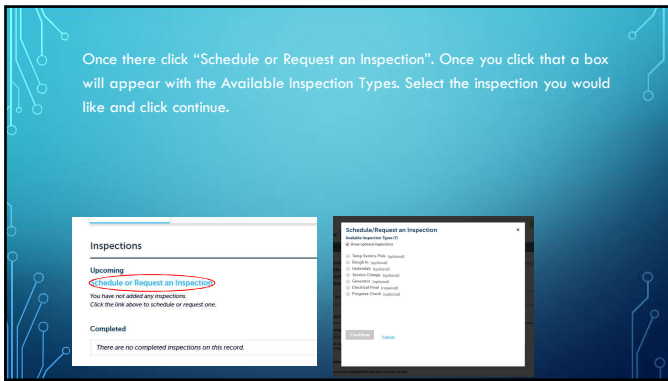 Once there click “Schedule or Request an Inspection”. Once you click that a box
will appear with the Available Inspection Types. Select the inspection you would
like and click continue.
Inspections
Upcoming
Schedule or Request an Inspection
You have not added any inspections.
Click the link above to schedule or request one.
Completed
There are no completed inspections on this record.
Schedule/Request an Inspection
×
Available Inspection Types (7)
Show optional inspections
Temp Service Pole (optional)
Rough In (optional)
Underslab (optional)
Service Change (optional)
Generator (optional)
Electrical Final (required)
Progress Check (optional)
Continue
Cancel